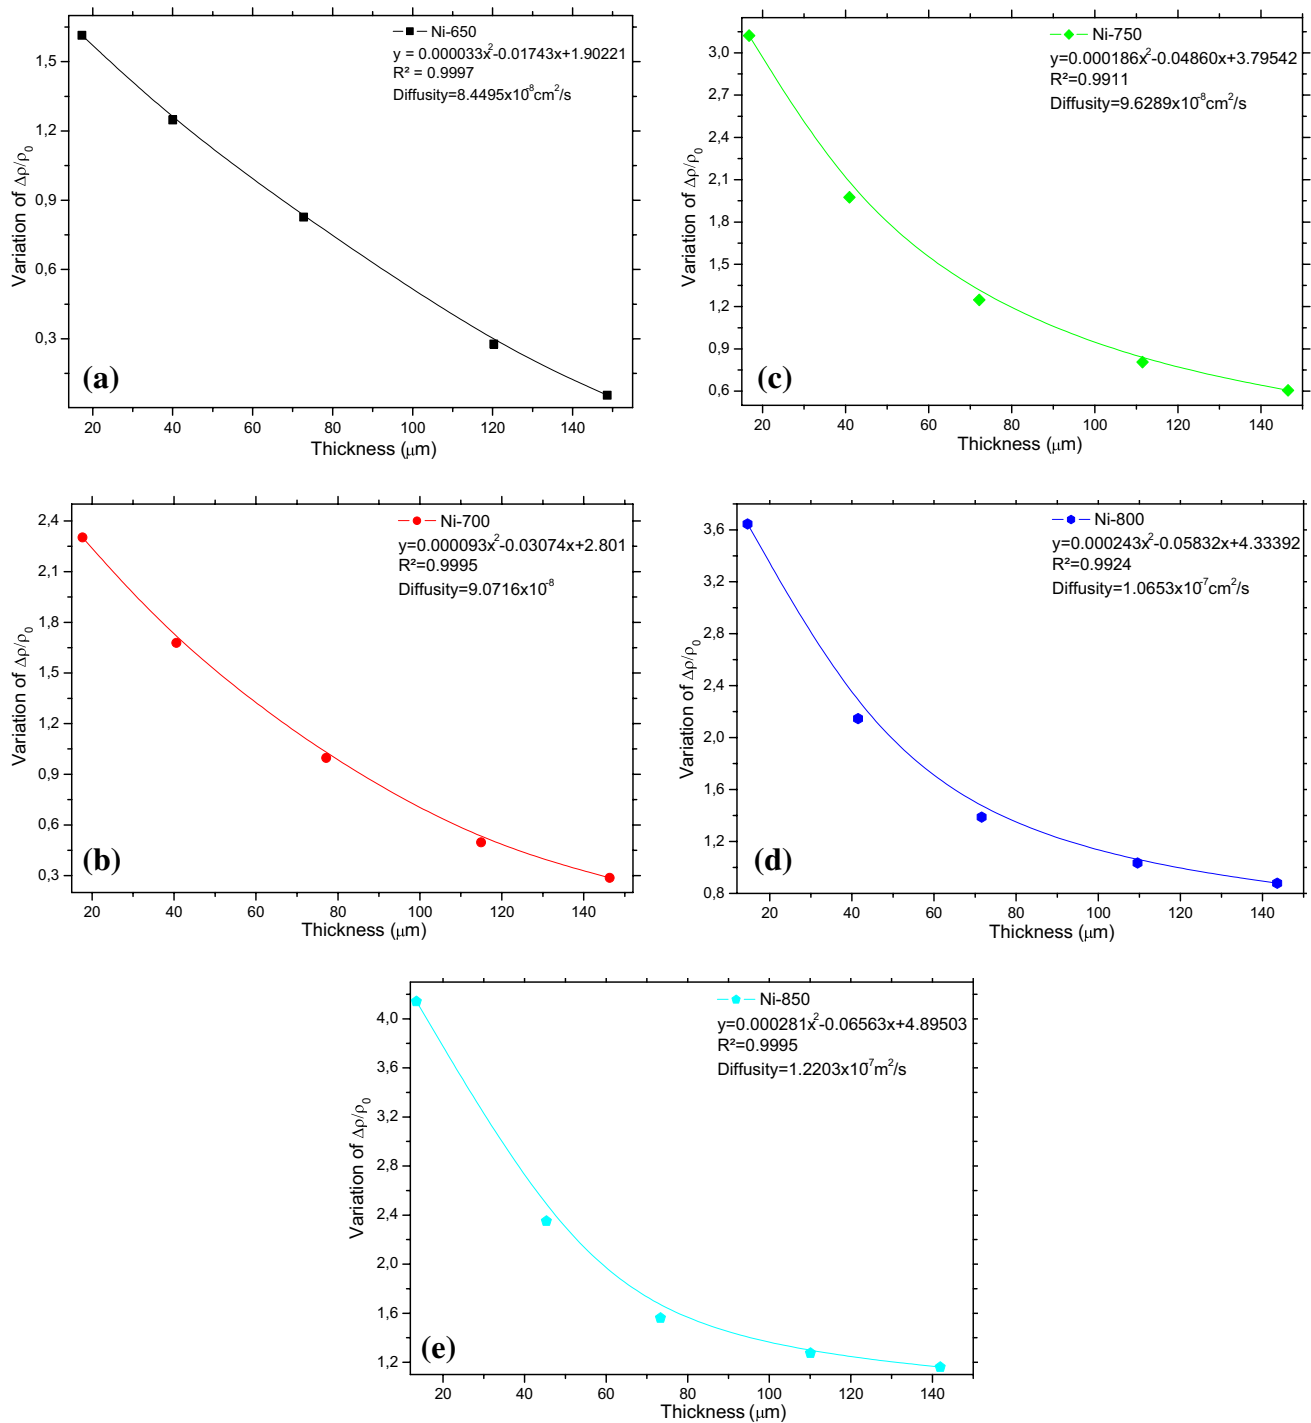 Ni-650
y = 0.000033x²-0.01743x+1.90221
R² = 0.9997
Diffusity=8.4495x10⁻⁸cm²/s
1,5
1,2
0,9
0,6
0,3
Variation of Δρ/ρ₀
(a)
20 40 60 80 100 120 140
Thickness (μm)
Ni-750
y=0.000186x²-0.04860x+3.79542
R²=0.9911
Diffusity=9.6289x10⁻⁸cm²/s
3,0
2,7
2,4
2,1
1,8
1,5
1,2
0,9
0,6
Variation of Δρ/ρ₀
(c)
20 40 60 80 100 120 140
Thickness (μm)
Ni-700
y=0.000093x²-0.03074x+2.801
R²=0.9995
Diffusity=9.0716x10⁻⁸
2,4
2,1
1,8
1,5
1,2
0,9
0,6
0,3
Variation of Δρ/ρ₀
(b)
20 40 60 80 100 120 140
Thickness (μm)
Ni-800
y=0.000243x²-0.05832x+4.33392
R²=0.9924
Diffusity=1.0653x10⁻⁷cm²/s
3,6
3,2
2,8
2,4
2,0
1,6
1,2
0,8
Variation of Δρ/ρ₀
(d)
20 40 60 80 100 120 140
Thickness (μm)
Ni-850
y=0.000281x²-0.06563x+4.89503
R²=0.9995
Diffusity=1.2203x10⁻⁷m²/s
4,0
3,6
3,2
2,8
2,4
2,0
1,6
1,2
Variation of Δρ/ρ₀
(e)
20 40 60 80 100 120 140
Thickness (μm)